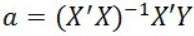 a = (X′X)⁻¹X′Y